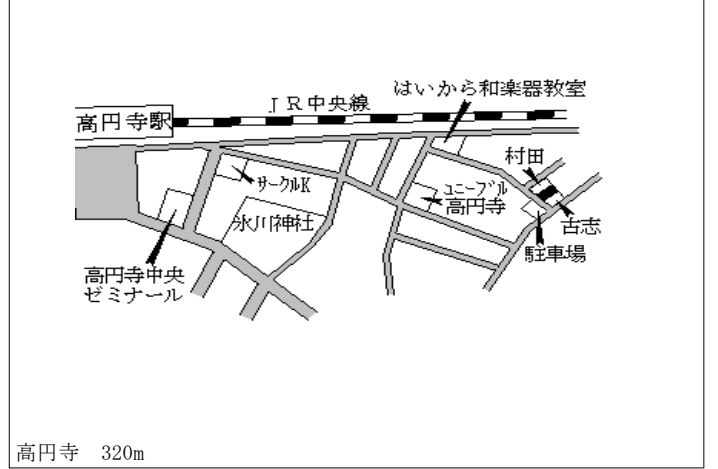 はいから和楽器教室
JR中央線
高円寺駅
村田
サークルK
ユニーブル
高円寺
氷川神社
古志
駐車場
高円寺中央
ゼミナール
高円寺 320m